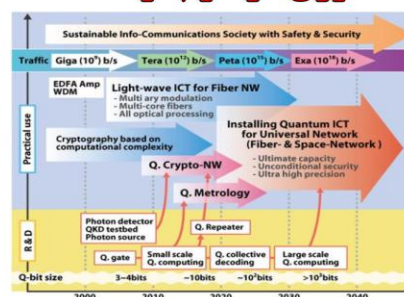 Sustainable Info-Communications Society with Safety & Security
Traffic Giga (10⁹) b/s Tera (10¹²) b/s Peta (10¹⁵) b/s Exa (10¹⁸) b/s
EDFA Amp
WDM
Light-wave ICT for Fiber NW
- Multi ary modulation
- Multi-core fibers
- All optical processing
Cryptography based on
computational complexity
Installing Quantum ICT
for Universal Network
(Fiber- & Space-Network)
- Ultimate capacity
- Unconditional security
- Ultra high precision
Q. Crypto-NW
Q. Metrology
Practical use
R & D
Photon detector
QKD testbed
Photon source
Q. Repeater
Q. gate
Small scale
Q. computing
Q. collective
decoding
Large scale
Q. computing
Q-bit size 3~4bits ~10bits ~10²bits >10³bits
2000 2010 2020 2030 2040